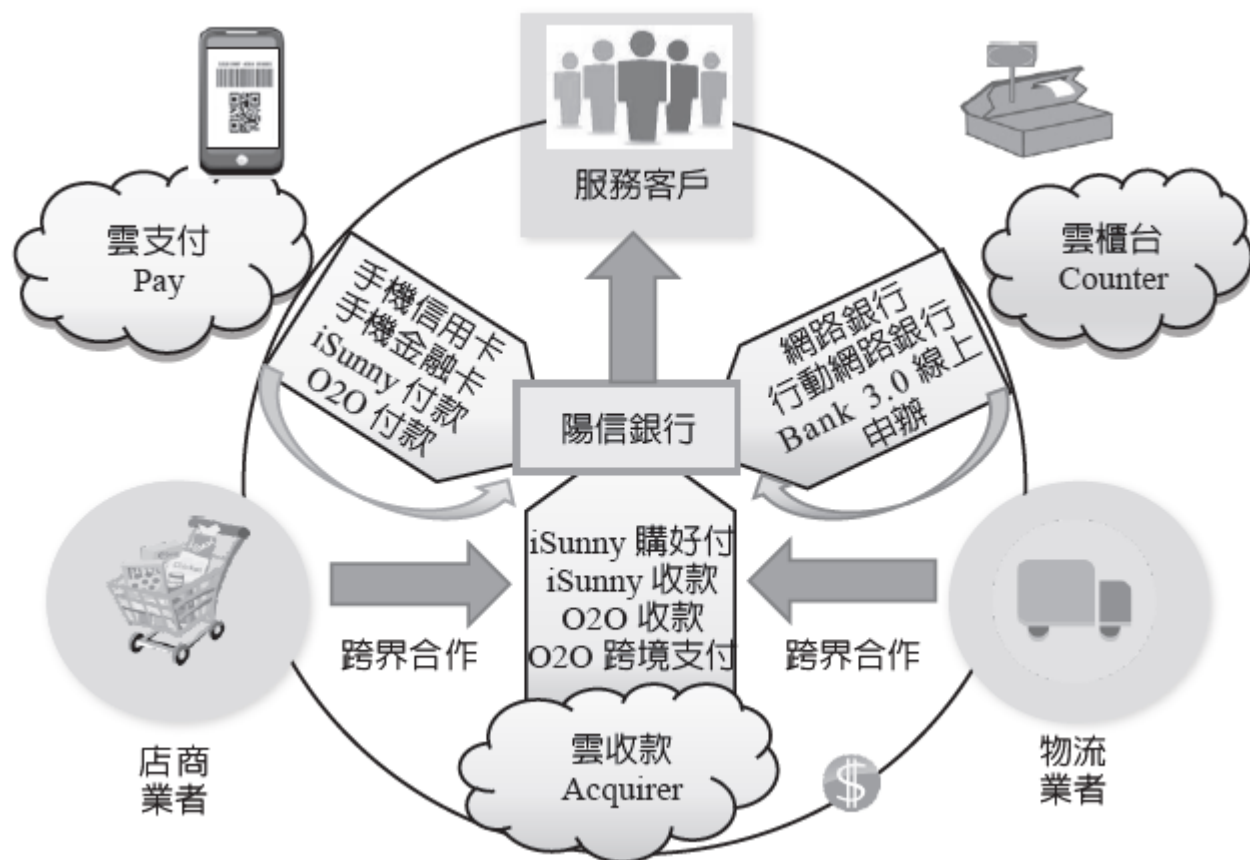 服務客戶
雲支付
Pay
雲櫃台
Counter
手機信用卡
手機金融卡
iSunny 付款
O2O 付款
網路銀行
行動網路銀行
Bank 3.0 線上
申辦
陽信銀行
iSunny 購好付
iSunny 收款
O2O 收款
O2O 跨境支付
跨界合作
跨界合作
雲收款
Acquirer
店商
業者
物流
業者
$